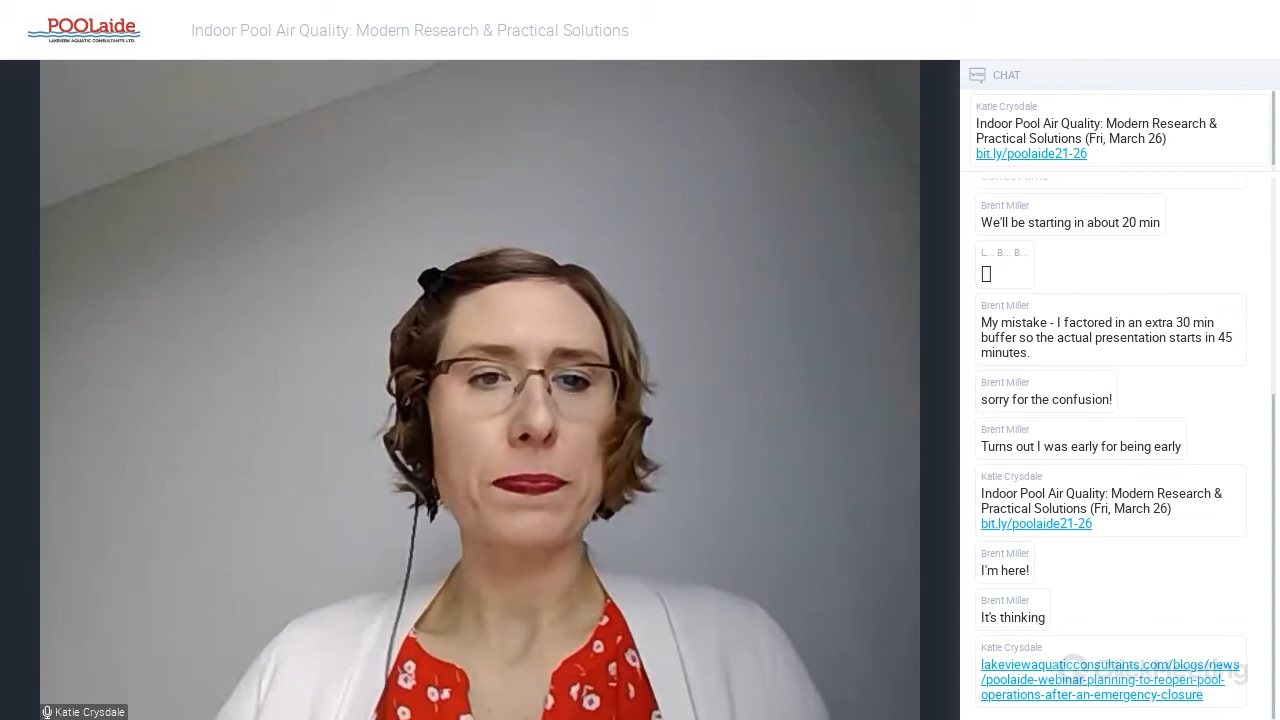 POOLaide
LAKEVIEW AQUATIC CONSULTANTS LTD.
Indoor Pool Air Quality: Modern Research & Practical Solutions
CHAT
Katie Crysdale
Indoor Pool Air Quality: Modern Research &
Practical Solutions (Fri, March 26)
bit.ly/poolaide21-26
Brent Miller
We'll be starting in about 20 min
L... B... B...
Brent Miller
My mistake - I factored in an extra 30 min
buffer so the actual presentation starts in 45
minutes.
Brent Miller
sorry for the confusion!
Brent Miller
Turns out I was early for being early
Katie Crysdale
Indoor Pool Air Quality: Modern Research &
Practical Solutions (Fri, March 26)
bit.ly/poolaide21-26
Brent Miller
I'm here!
Brent Miller
It's thinking
Katie Crysdale
lakeviewaquaticconsultants.com/blogs/news
/poolaide-webinar-planning-to-reopen-pool-
operations-after-an-emergency-closure
Katie Crysdale